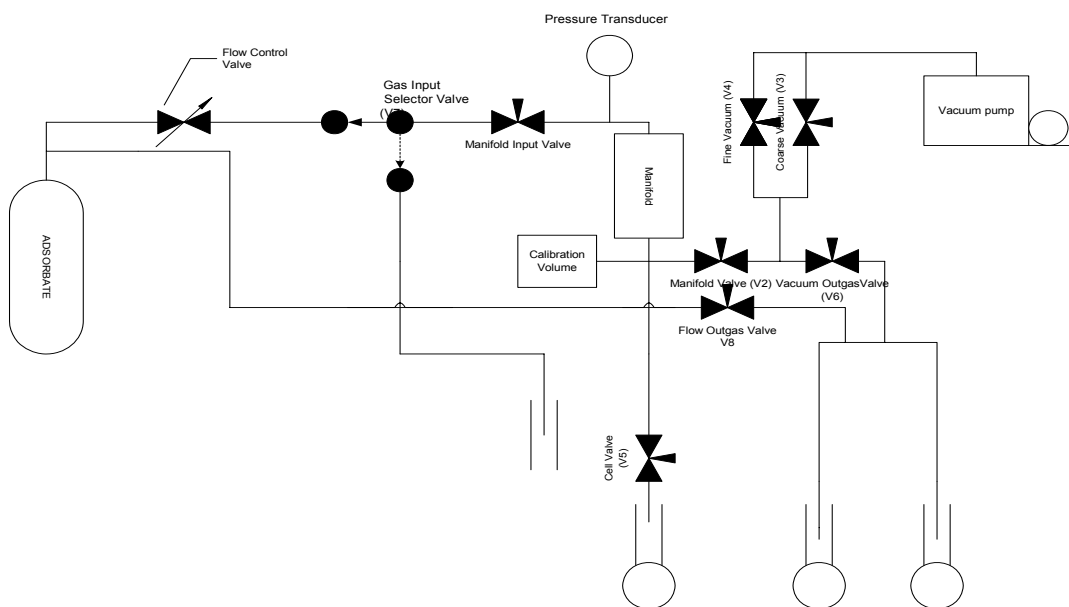 Pressure Transducer
Flow Control
Valve
Gas Input
Selector Valve
Fine Vacuum (V4)
Coarse Vacuum (V3)
Vacuum pump
Manifold Input Valve
Manifold
ADSORBATE
Calibration
Volume
Manifold Valve (V2)
Vacuum OutgasValve
(V6)
Flow Outgas Valve
V8
Cell Valve
(V5)